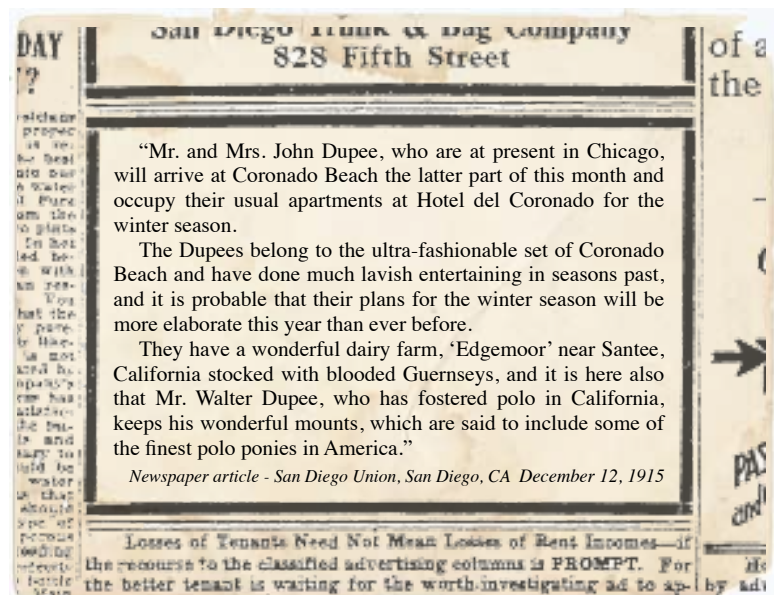 DAY
?
San Diego Trunk & Bag Company
828 Fifth Street
of a
the
“Mr. and Mrs. John Dupee, who are at present in Chicago,
will arrive at Coronado Beach the latter part of this month and
occupy their usual apartments at Hotel del Coronado for the
winter season.
The Dupees belong to the ultra-fashionable set of Coronado
Beach and have done much lavish entertaining in seasons past,
and it is probable that their plans for the winter season will be
more elaborate this year than ever before.
They have a wonderful dairy farm, ‘Edgemoor’ near Santee,
California stocked with blooded Guernseys, and it is here also
that Mr. Walter Dupee, who has fostered polo in California,
keeps his wonderful mounts, which are said to include some of
the finest polo ponies in America.”
Newspaper article - San Diego Union, San Diego, CA December 12, 1915
Losses of Tenants Need Not Mean Losses of Rent Incomes—if
the recourse to the classified advertising columns is PROMPT. For
the better tenant is waiting for the worth-investigating ad to ap-
PAS
and
by adv